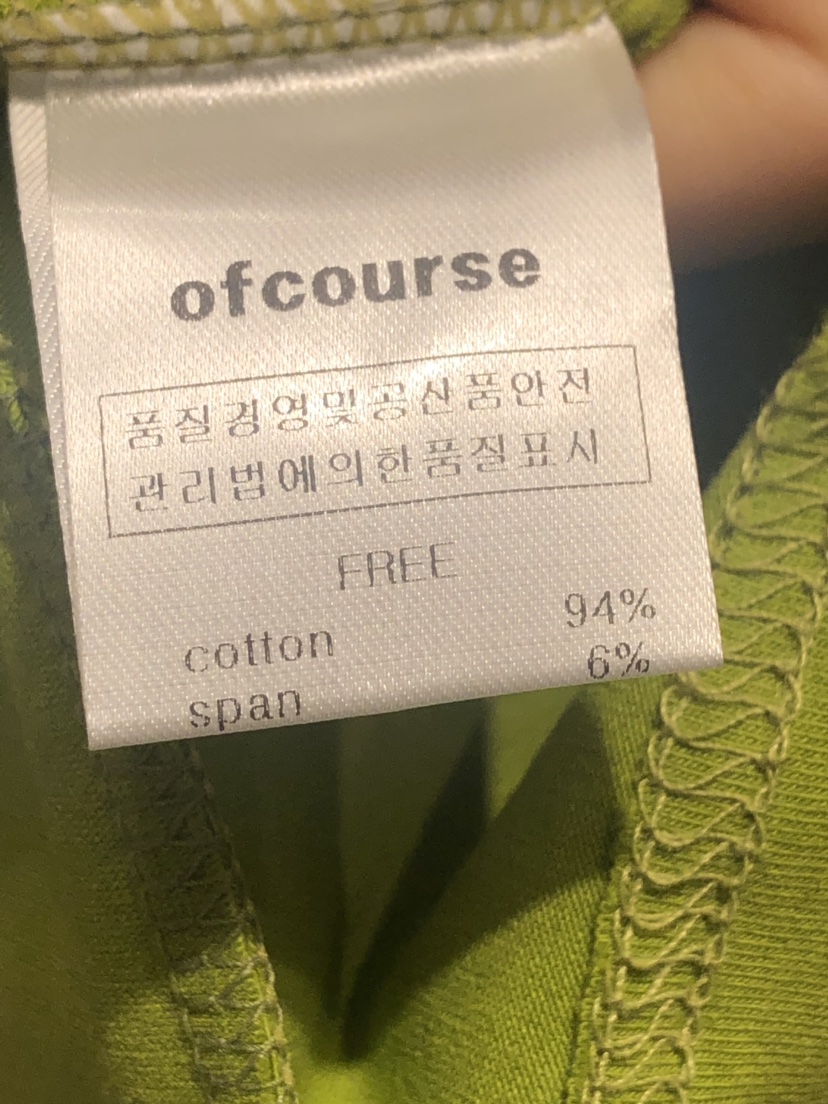 ofcourse
품질경영및공산품안전
관리법에의한품질표시
FREE
cotton 94%
span 6%